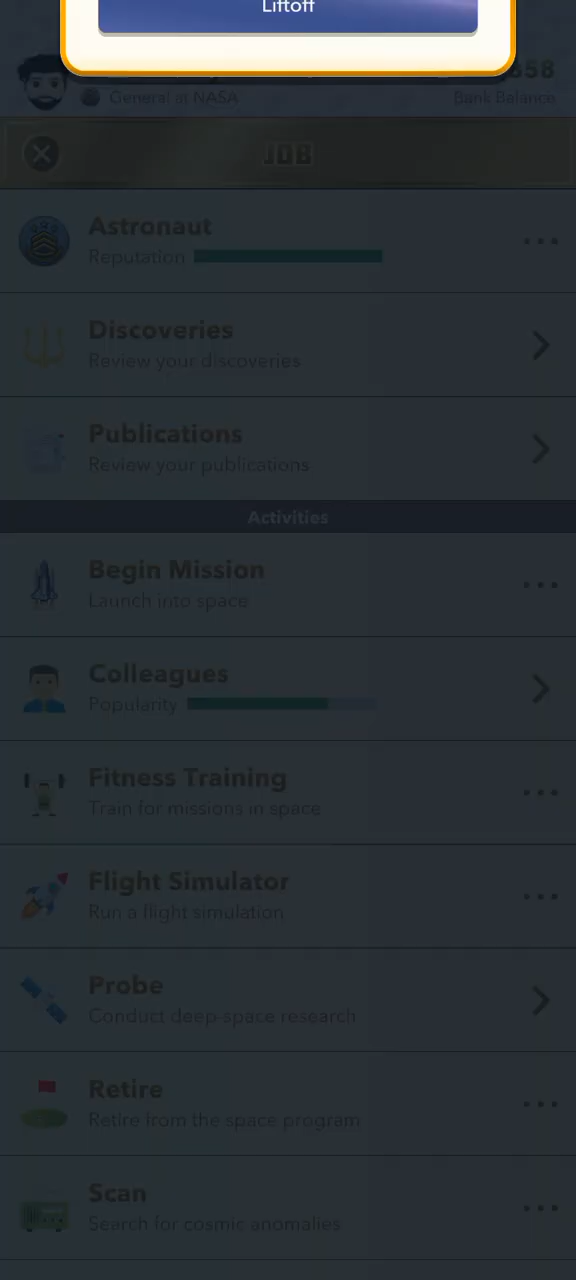 Liftoff
658
General at NASA
Bank Balance
JOB
Astronaut
Reputation
Discoveries
Review your discoveries
Publications
Review your publications
Activities
Begin Mission
Launch into space
Colleagues
Popularity
Fitness Training
Train for missions in space
Flight Simulator
Run a flight simulation
Probe
Conduct deep-space research
Retire
Retire from the space program
Scan
Search for cosmic anomalies